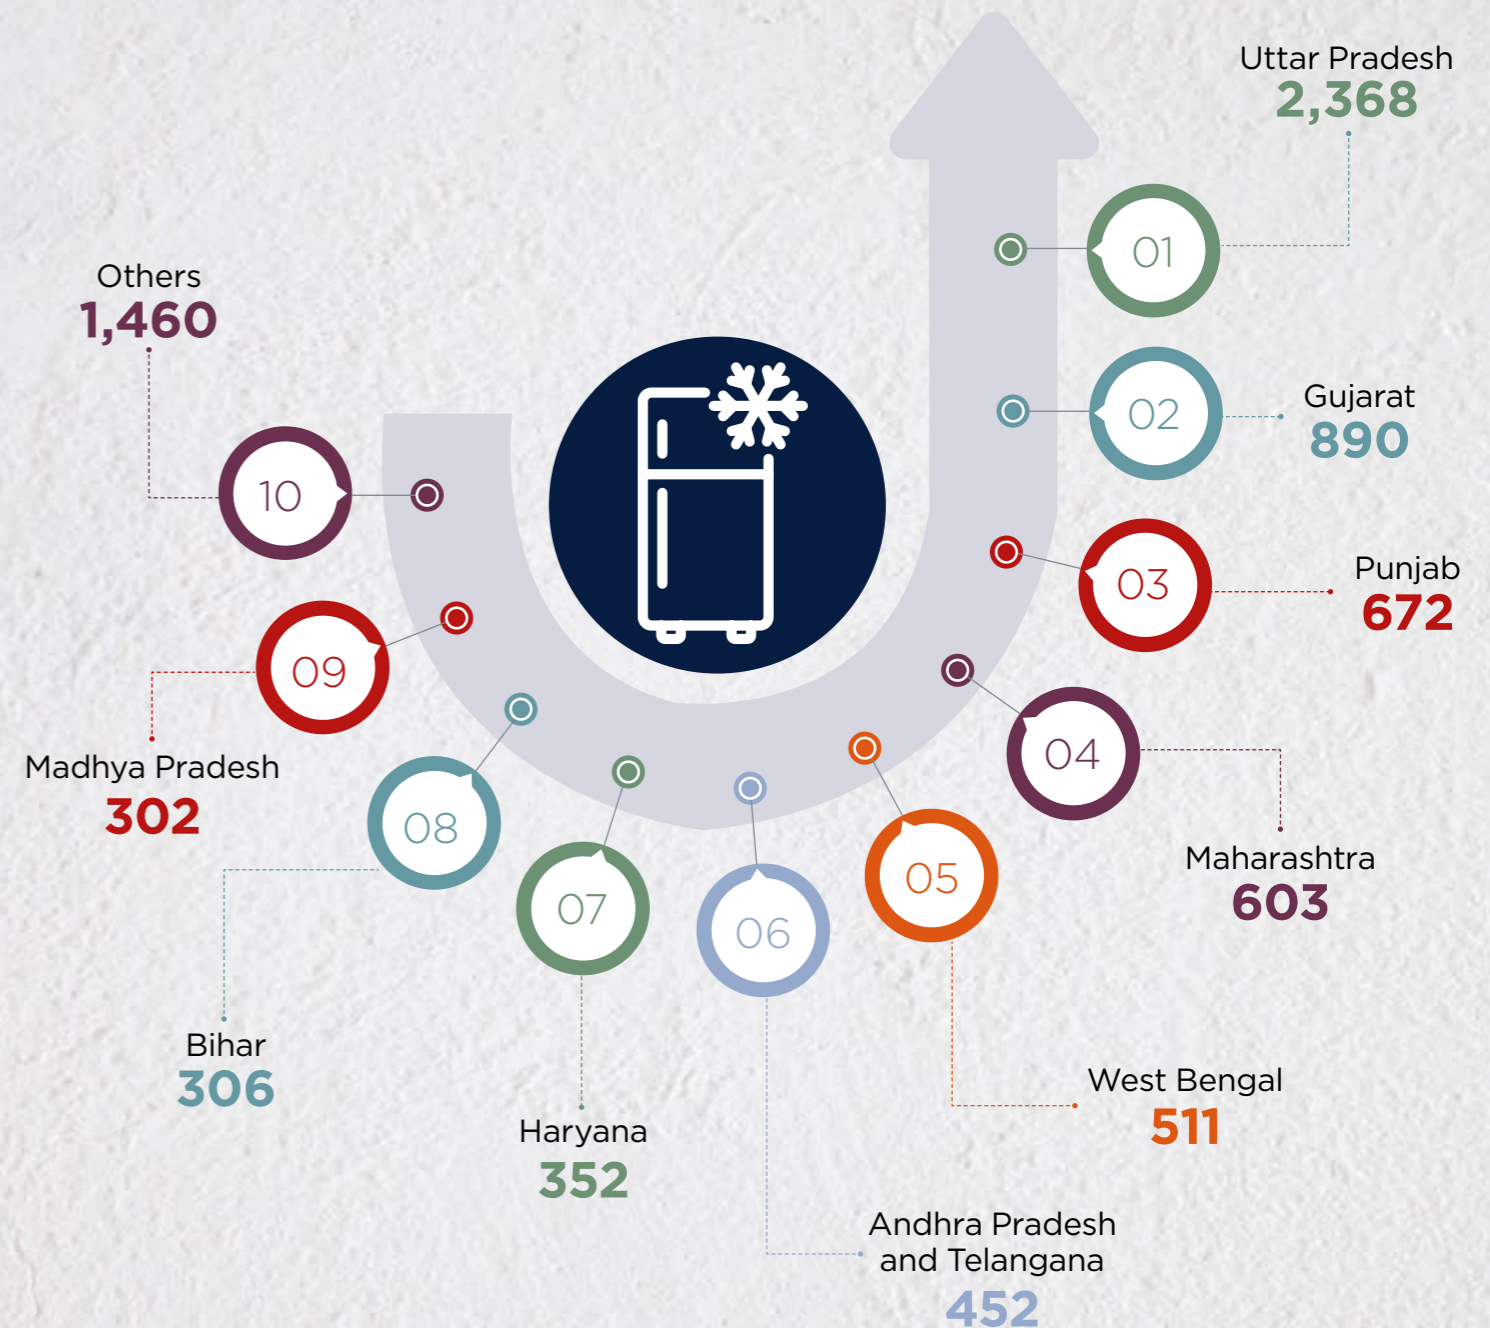 Uttar Pradesh
2,368
01
Gujarat
890
02
Punjab
672
03
Maharashtra
603
04
West Bengal
511
05
Andhra Pradesh
and Telangana
452
06
Haryana
352
07
Bihar
306
08
Madhya Pradesh
302
09
Others
1,460
10